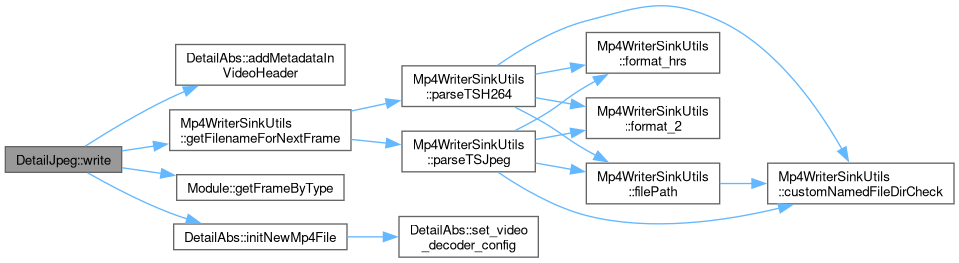 DetailJpeg::write
DetailAbs::addMetadataIn
VideoHeader
Mp4WriterSinkUtils
::getFilenameForNextFrame
Module::getFrameByType
DetailAbs::initNewMp4File
Mp4WriterSinkUtils
::parseTSH264
Mp4WriterSinkUtils
::parseTSJpeg
DetailAbs::set_video
_decoder_config
Mp4WriterSinkUtils
::format_hrs
Mp4WriterSinkUtils
::format_2
Mp4WriterSinkUtils
::filePath
Mp4WriterSinkUtils
::customNamedFileDirCheck